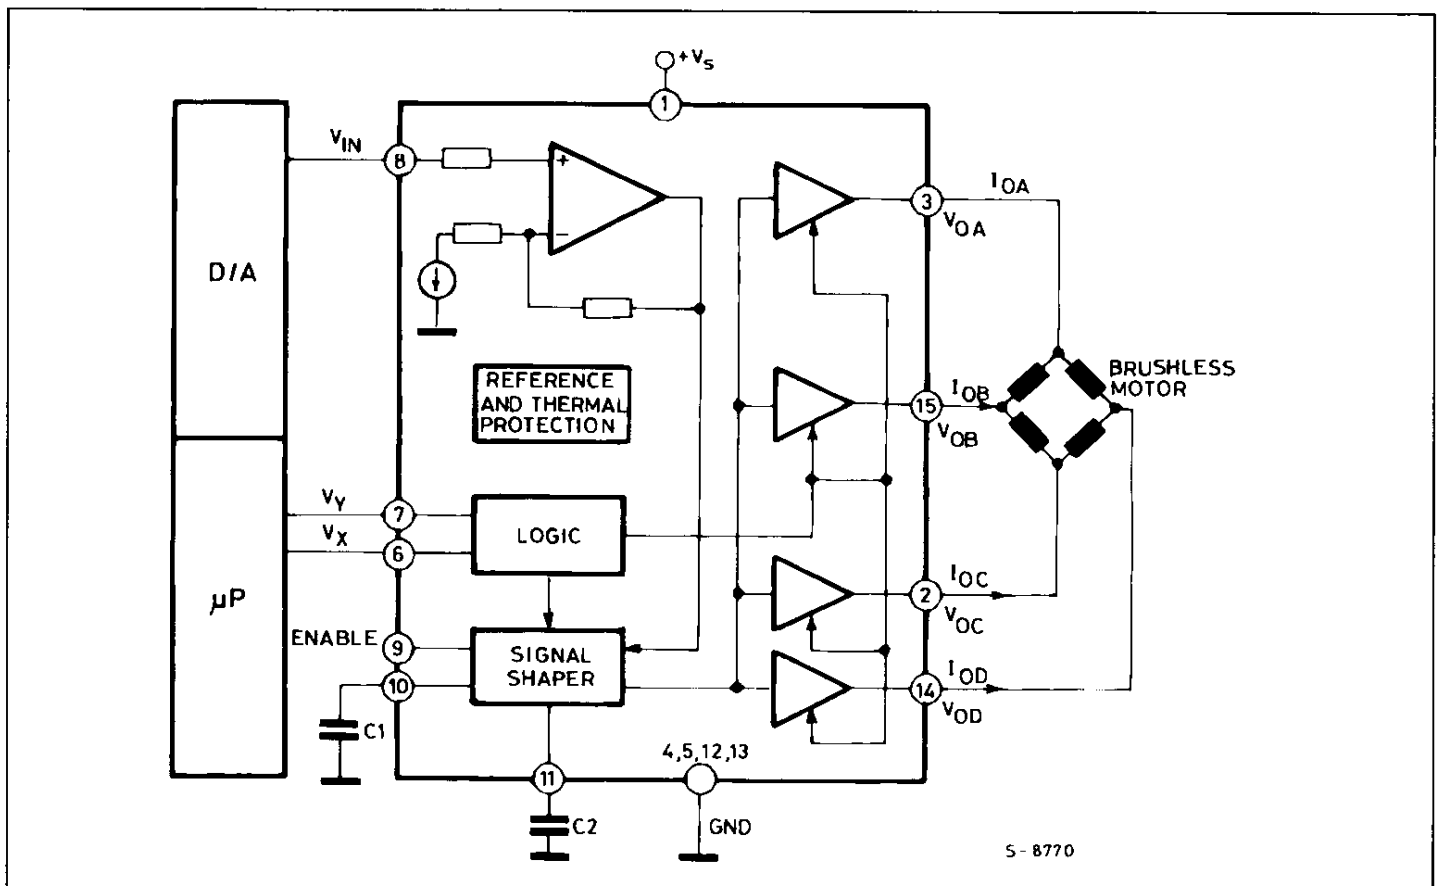 +Vs
1
VIN
8
+
−
D/A
3
IOA
VOA
REFERENCE
AND THERMAL
PROTECTION
15
IOB
VOB
BRUSHLESS
MOTOR
VY
7
VX
6
LOGIC
μP
2
IOC
VOC
ENABLE
9
10
SIGNAL
SHAPER
14
IOD
VOD
C1
11
4,5,12,13
C2
GND
S-8770